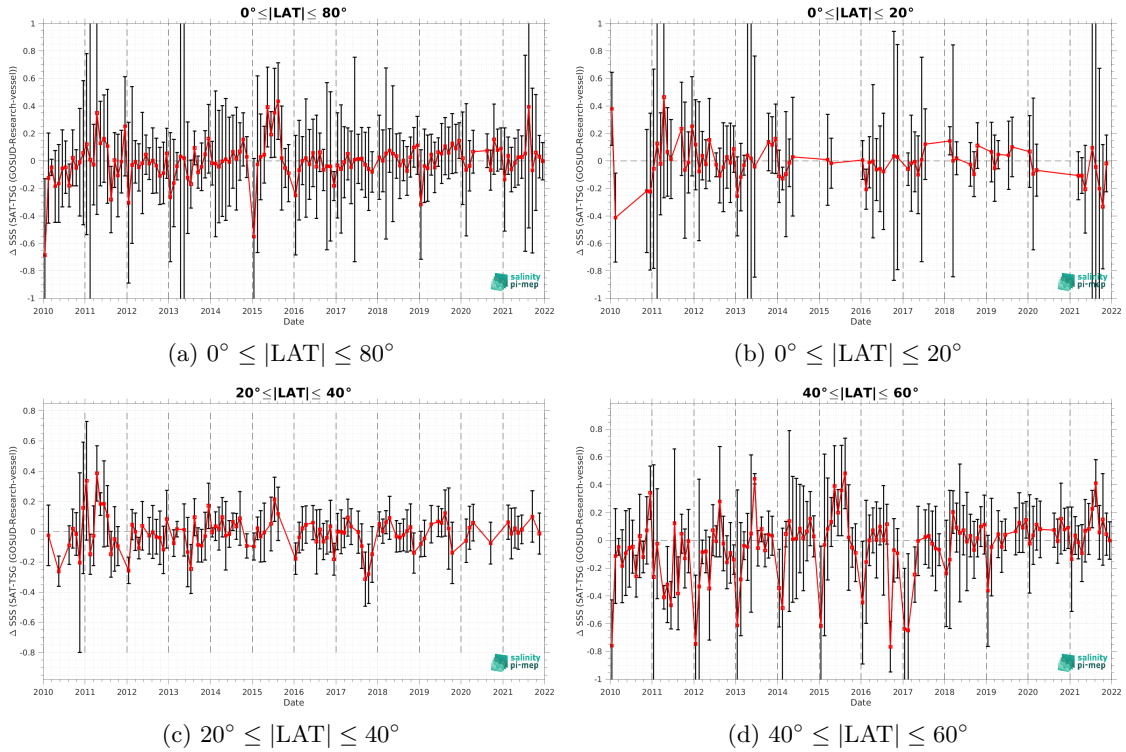 0°≤|LAT|≤ 80°
Δ SSS (SAT-TSG (GOSUD-Research-vessel))
1
0.8
0.6
0.4
0.2
0
-0.2
-0.4
-0.6
-0.8
-1
salinity
pi-mep
2010 2011 2012 2013 2014 2015 2016 2017 2018 2019 2020 2021 2022
Date
(a) 0° ≤ |LAT| ≤ 80°
0°≤|LAT|≤ 20°
Δ SSS (SAT-TSG (GOSUD-Research-vessel))
1
0.8
0.6
0.4
0.2
0
-0.2
-0.4
-0.6
-0.8
-1
salinity
pi-mep
2010 2011 2012 2013 2014 2015 2016 2017 2018 2019 2020 2021 2022
Date
(b) 0° ≤ |LAT| ≤ 20°
20°≤|LAT|≤ 40°
Δ SSS (SAT-TSG (GOSUD-Research-vessel))
0.8
0.6
0.4
0.2
0
-0.2
-0.4
-0.6
-0.8
salinity
pi-mep
2010 2011 2012 2013 2014 2015 2016 2017 2018 2019 2020 2021 2022
Date
(c) 20° ≤ |LAT| ≤ 40°
40°≤|LAT|≤ 60°
Δ SSS (SAT-TSG (GOSUD-Research-vessel))
1
0.8
0.6
0.4
0.2
0
-0.2
-0.4
-0.6
-0.8
-1
salinity
pi-mep
2010 2011 2012 2013 2014 2015 2016 2017 2018 2019 2020 2021 2022
Date
(d) 40° ≤ |LAT| ≤ 60°